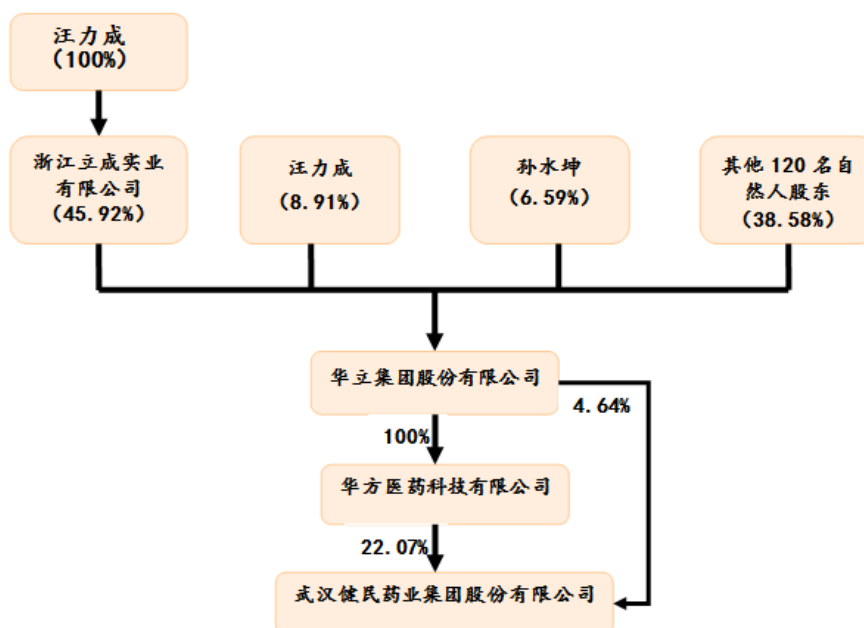 汪力成
(100%)
浙江立成实业
有限公司
(45.92%)
汪力成
(8.91%)
孙水坤
(6.59%)
其他 120 名自
然人股东
(38.58%)
华立集团股份有限公司
4.64%
100%
华方医药科技有限公司
22.07%
武汉健民药业集团股份有限公司